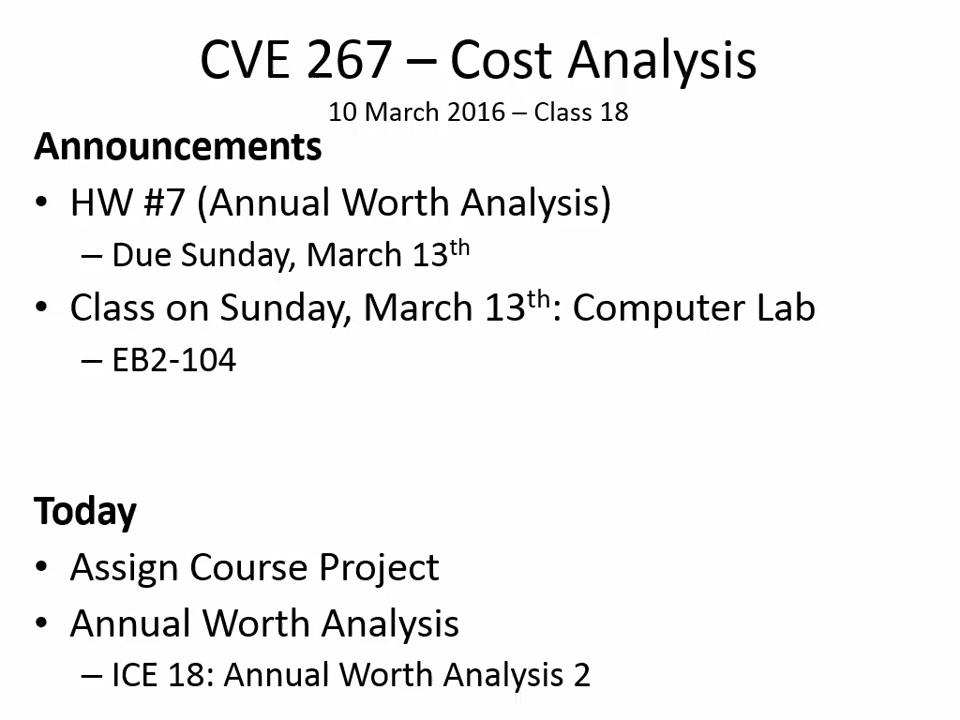 CVE 267 – Cost Analysis
10 March 2016 – Class 18
Announcements
• HW #7 (Annual Worth Analysis)
– Due Sunday, March 13th
• Class on Sunday, March 13th: Computer Lab
– EB2-104
Today
• Assign Course Project
• Annual Worth Analysis
– ICE 18: Annual Worth Analysis 2